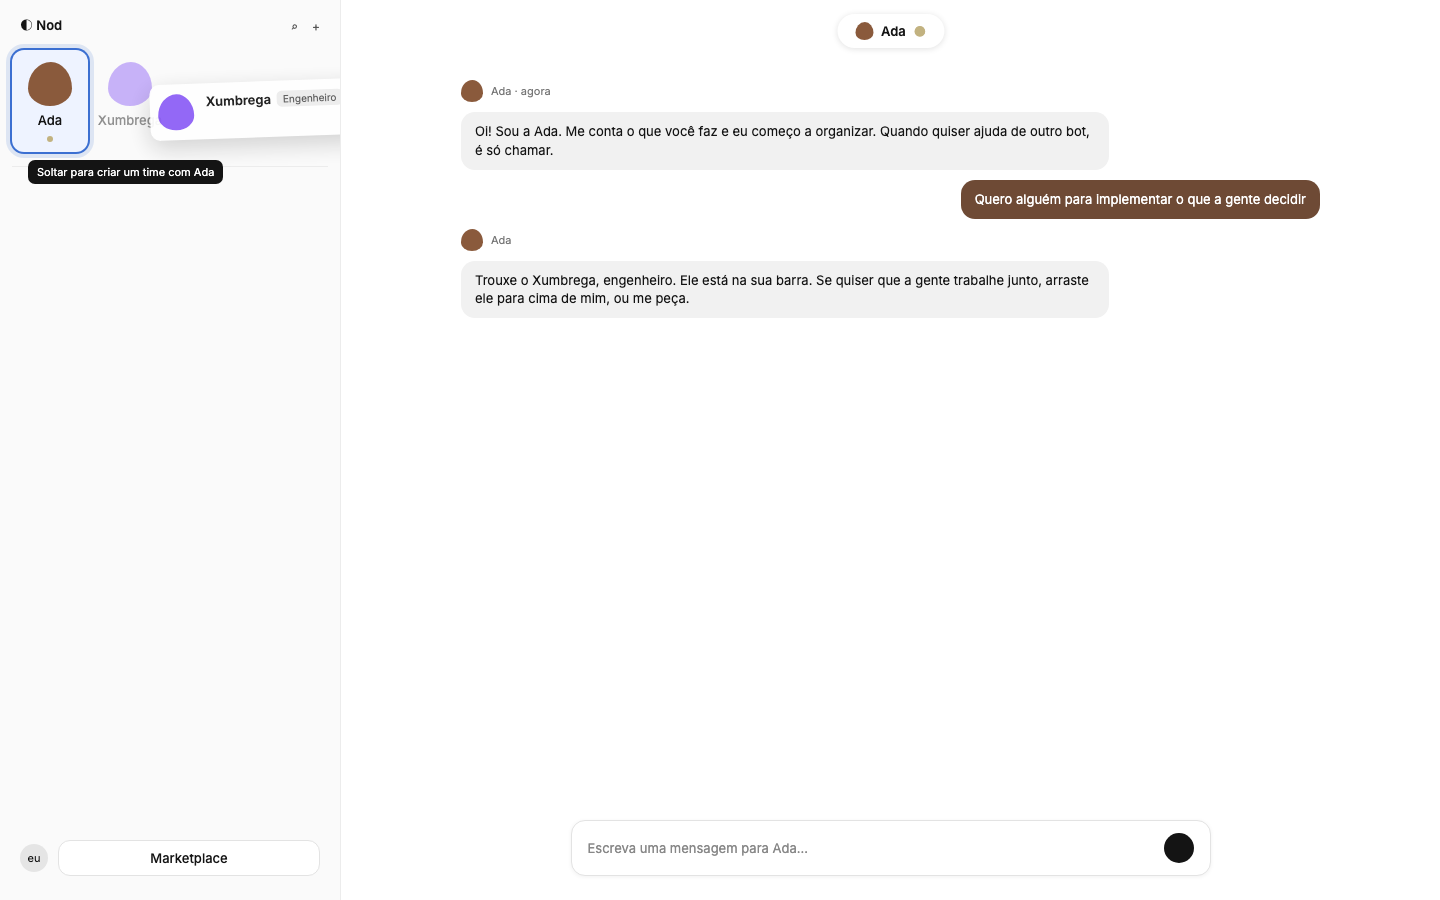 Nod
Ada
Xumbreg
Xumbrega
Engenheiro
Soltar para criar um time com Ada
Ada
Ada · agora
Oi! Sou a Ada. Me conta o que você faz e eu começo a organizar. Quando quiser ajuda de outro bot,
é só chamar.
Quero alguém para implementar o que a gente decidir
Ada
Trouxe o Xumbrega, engenheiro. Ele está na sua barra. Se quiser que a gente trabalhe junto, arraste
ele para cima de mim, ou me peça.
Escreva uma mensagem para Ada...
eu
Marketplace